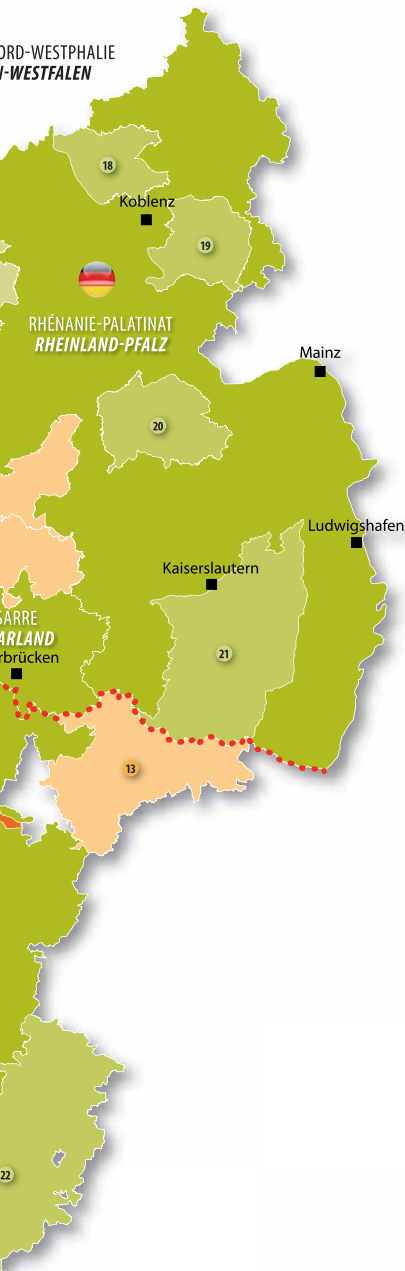 ORD-WESTPHALIE
N-WESTFALEN
18
Koblenz
19
RHÉNANIE-PALATINAT
RHEINLAND-PFALZ
Mainz
20
Ludwigshafen
Kaiserslautern
SARRE
ARLAND
rbrücken
21
13
22